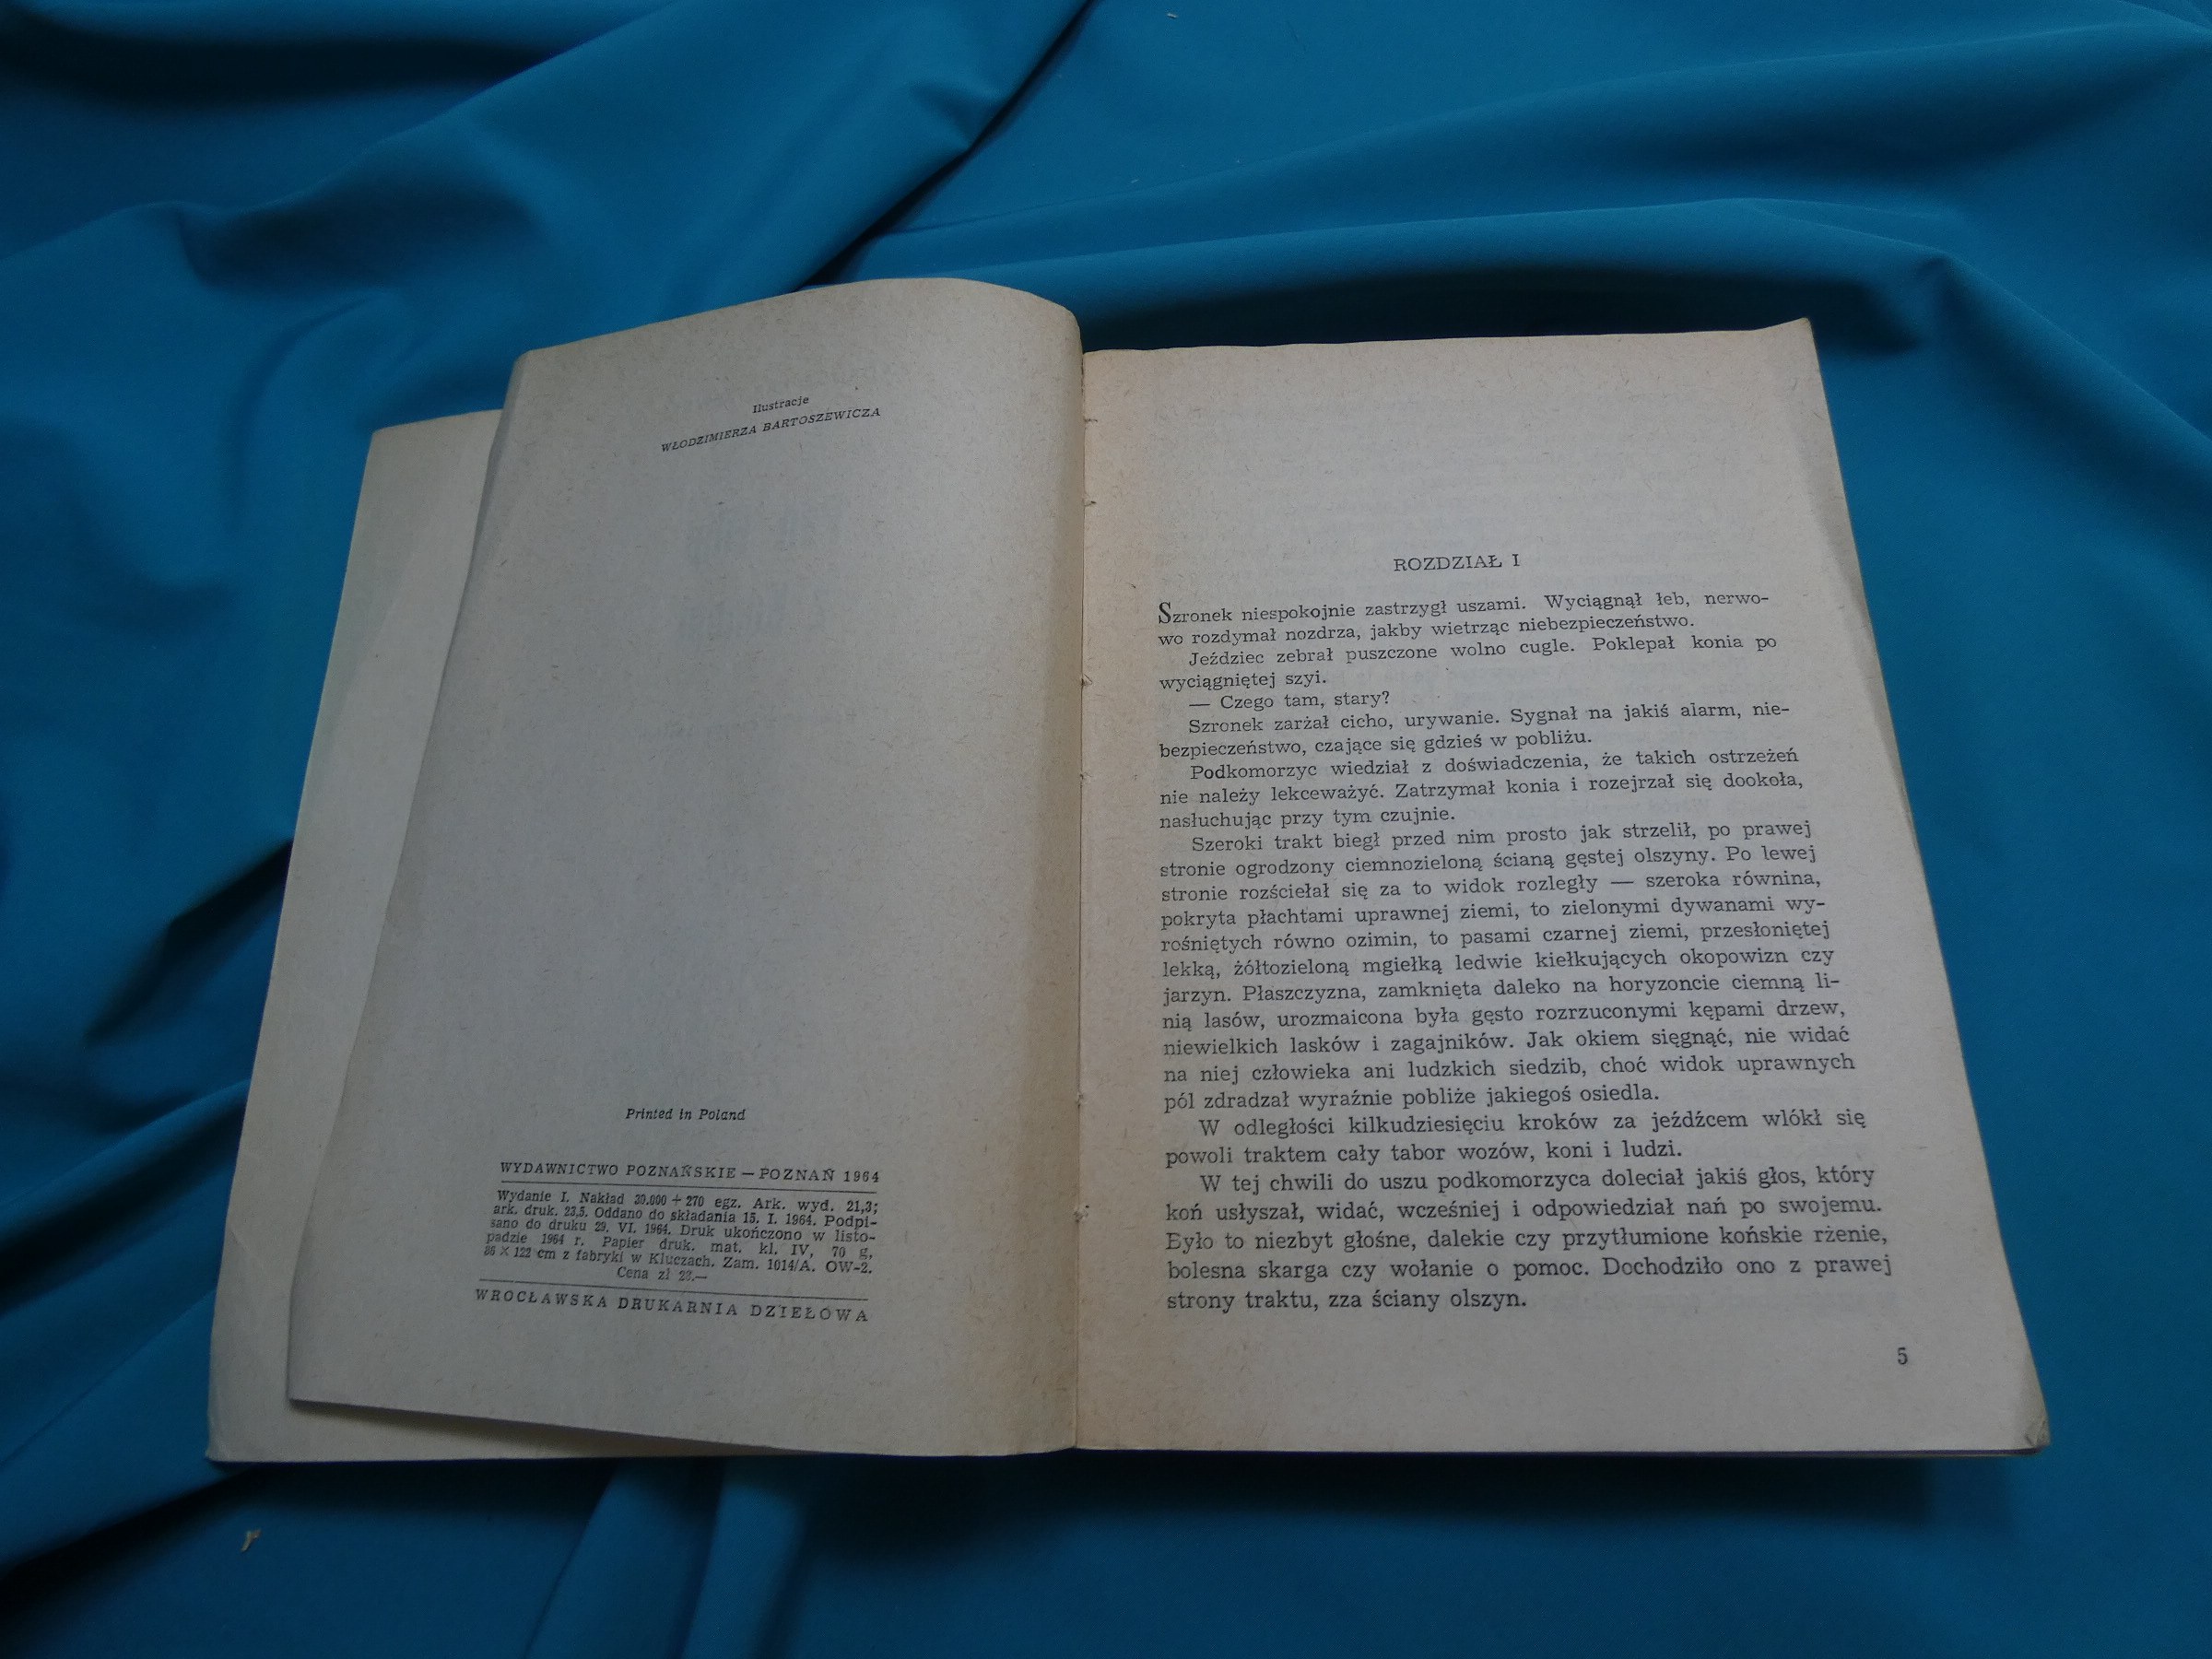 Ilustracje
WŁODZIMIERZA BARTOSZEWICZA
Printed in Poland
WYDAWNICTWO POZNAŃSKIE — POZNAŃ 1964
Wydanie I. Nakład 20.000 + 270 egz. Ark. wyd. 21,3;
ark. druk. 23,5. Oddano do składania 15. I. 1964. Podpi-
sano do druku 29. VI. 1964. Druk ukończono w listo-
padzie 1964 r. Papier druk. mat. kl. IV, 70 g,
86 × 122 cm z fabryki w Kluczach. Zam. 1014/A. OW-2.
Cena zł 28.—
WROCŁAWSKA DRUKARNIA DZIEŁOWA
ROZDZIAŁ I
Szronek niespokojnie zastrzygł uszami. Wyciągnął łeb, nerwo-
wo rozdymał nozdrza, jakby wietrząc niebezpieczeństwo.
Jeździec zebrał puszczone wolno cugle. Poklepał konia po
wyciągniętej szyi.
— Czego tam, stary?
Szronek zarżał cicho, urywanie. Sygnał na jakiś alarm, nie-
bezpieczeństwo, czające się gdzieś w pobliżu.
Podkomorzyc wiedział z doświadczenia, że takich ostrzeżeń
nie należy lekceważyć. Zatrzymał konia i rozejrzał się dookoła,
nasłuchując przy tym czujnie.
Szeroki trakt biegł przed nim prosto jak strzelił, po prawej
stronie ogrodzony ciemnozieloną ścianą gęstej olszyny. Po lewej
stronie rozściełał się za to widok rozległy — szeroka równina,
pokryta płachtami uprawnej ziemi, to zielonymi dywanami wy-
rośniętych równo ozimin, to pasami czarnej ziemi, przesłoniętej
lekką, żółtozieloną mgiełką ledwie kiełkujących okopowizn czy
jarzyn. Płaszczyzna, zamknięta daleko na horyzoncie ciemną li-
nią lasów, urozmaicona była gęsto rozrzuconymi kępami drzew,
niewielkich lasków i zagajników. Jak okiem sięgnąć, nie widać
na niej człowieka ani ludzkich siedzib, choć widok uprawnych
pól zdradzał wyraźnie pobliże jakiegoś osiedla.
W odległości kilkudziesięciu kroków za jeźdźcem wlókł się
powoli traktem cały tabor wozów, koni i ludzi.
W tej chwili do uszu podkomorzyca doleciał jakiś głos, który
koń usłyszał, widać, wcześniej i odpowiedział nań po swojemu.
Było to niezbyt głośne, dalekie czy przytłumione końskie rżenie,
bolesna skarga czy wołanie o pomoc. Dochodziło ono z prawej
strony traktu, zza ściany olszyn.
5